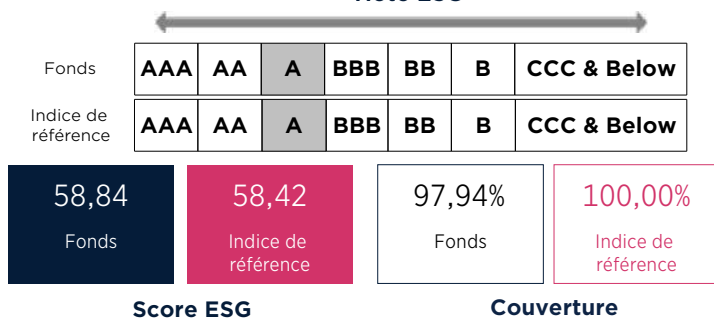 Note ESG
Fonds AAA AA A BBB BB B CCC & Below
Indice de référence AAA AA A BBB BB B CCC & Below
58,84 58,42 97,94% 100,00%
Fonds Indice de référence Fonds Indice de référence
Score ESG Couverture